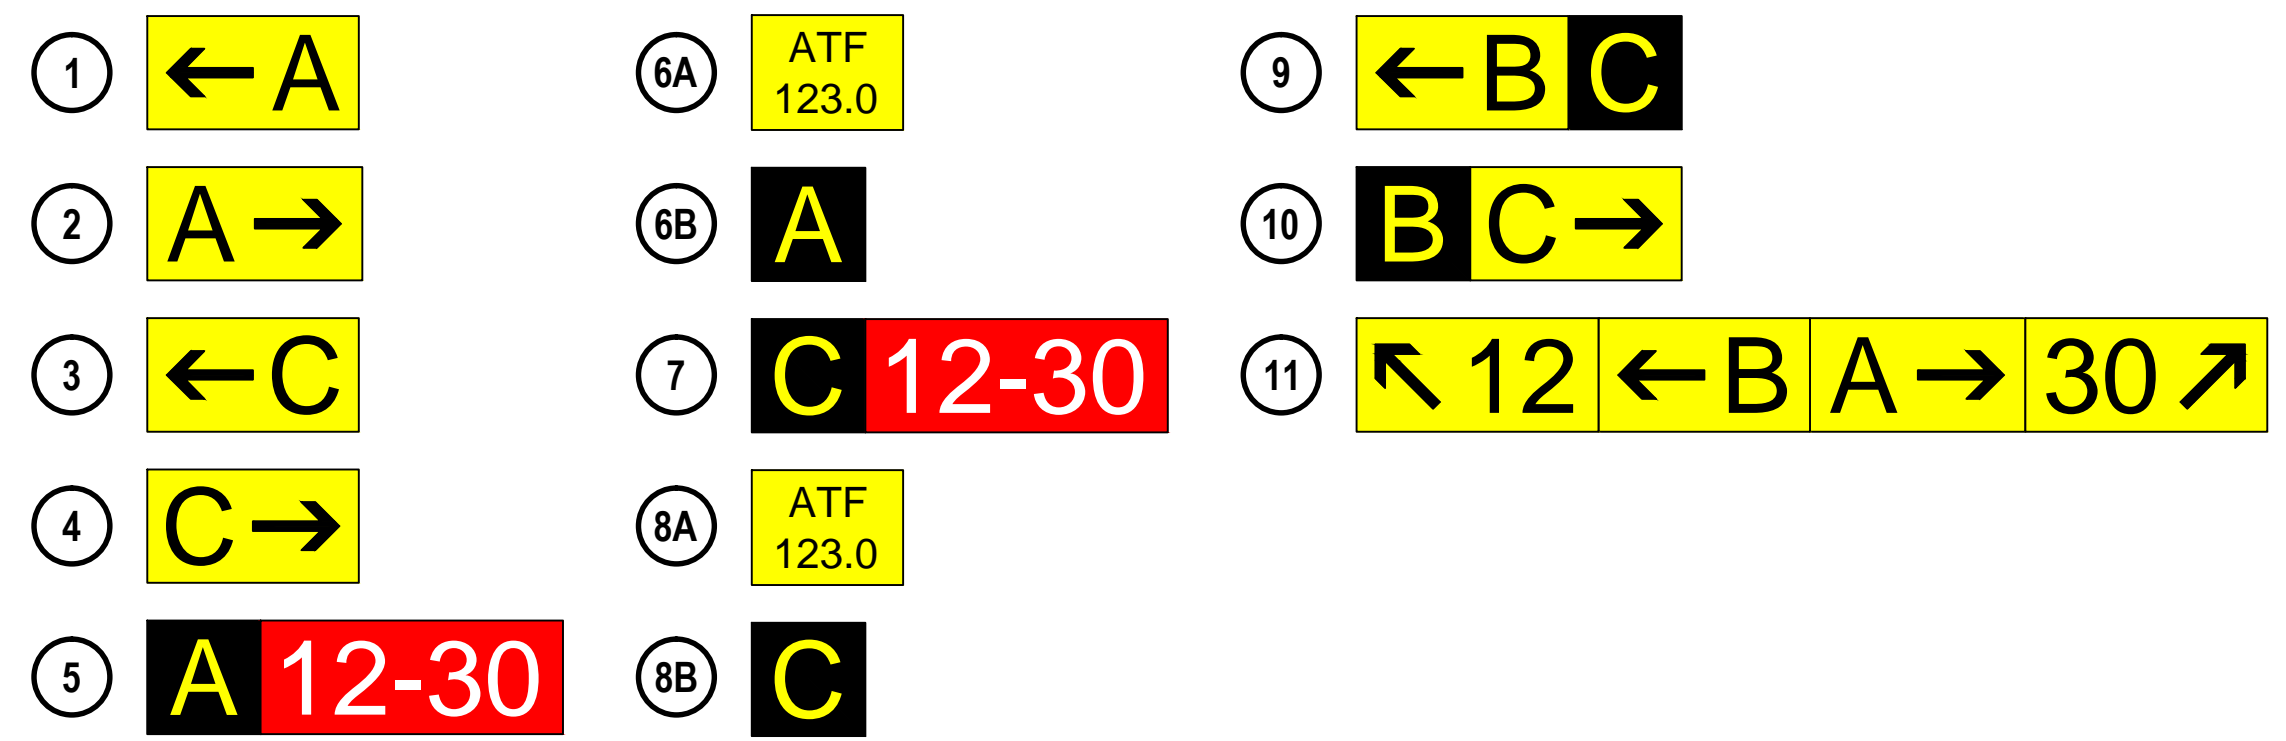 1 ←A
2 A→
3 ←C
4 C→
5 A 12-30
6A ATF
123.0
6B A
7 C 12-30
8A ATF
123.0
8B C
9 ←B C
10 B C→
11 ↖12 ←B A→ 30↗